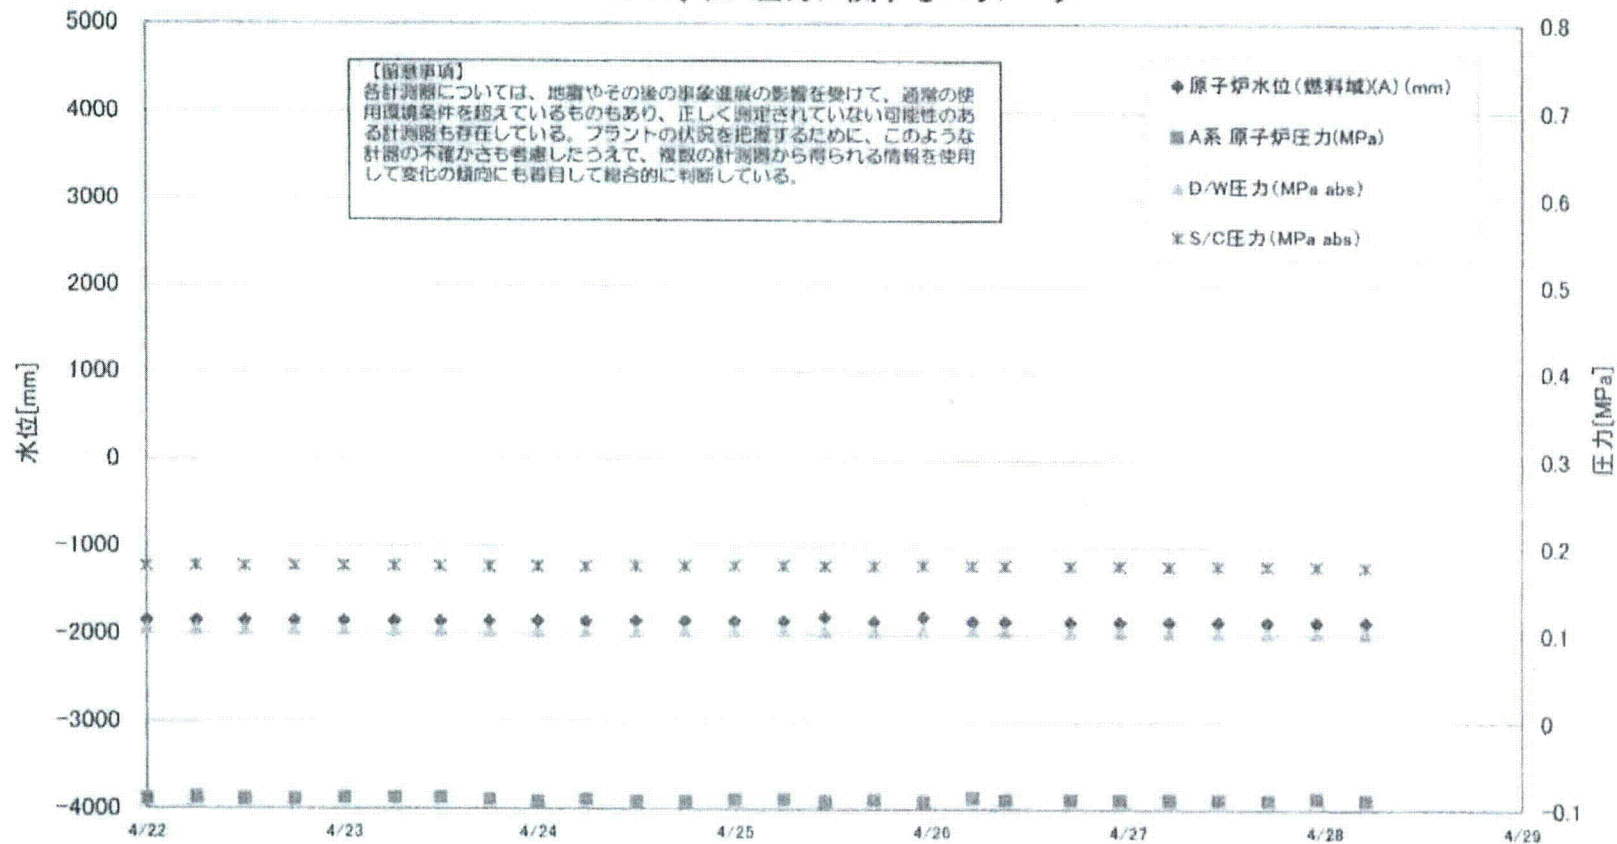 【留意事項】
各計測器については、地震やその後の事象進展の影響を受けて、通常の使
用環境条件を超えているものもあり、正しく測定されていない可能性のあ
る計測器も存在している。プラントの状況を把握するために、このような
計器の不確かさも考慮したうえで、複数の計測器から得られる情報を使用
して変化の傾向にも着目して総合的に判断している。
原子炉水位(燃料域)(A)(mm)
A系 原子炉圧力(MPa)
D/W圧力(MPa abs)
S/C圧力(MPa abs)
水位[mm]
5000
4000
3000
2000
1000
0
-1000
-2000
-3000
-4000
圧力[MPa]
0.8
0.7
0.6
0.5
0.4
0.3
0.2
0.1
0
-0.1
4/22
4/23
4/24
4/25
4/26
4/27
4/28
4/29